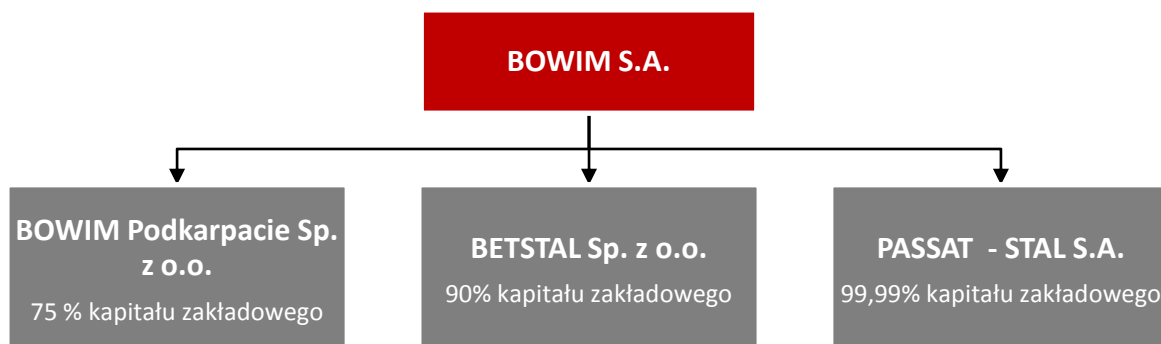 BOWIM S.A.
BOWIM Podkarpacie Sp.
z o.o.
75 % kapitału zakładowego
BETSTAL Sp. z o.o.
90% kapitału zakładowego
PASSAT - STAL S.A.
99,99% kapitału zakładowego